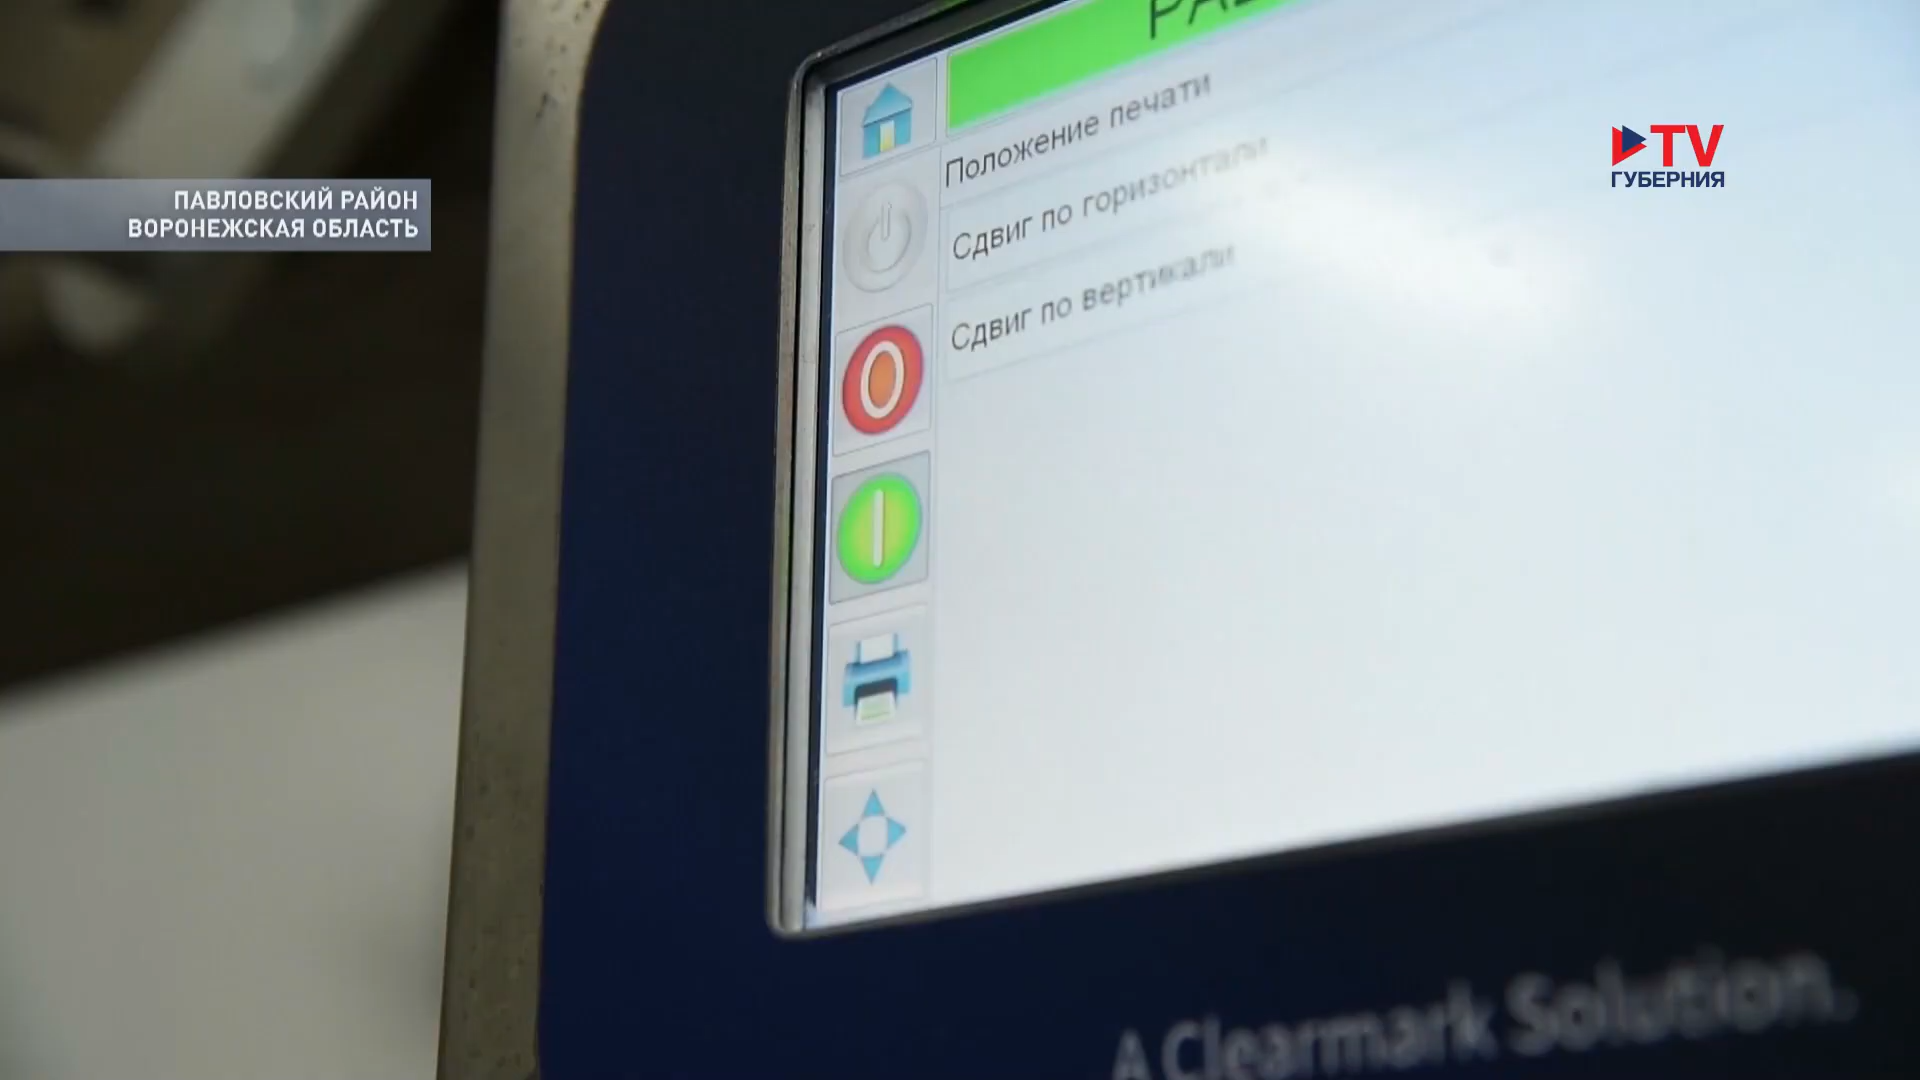 ПАВЛОВСКИЙ РАЙОН
ВОРОНЕЖСКАЯ ОБЛАСТЬ
TV
ГУБЕРНИЯ
Положение печати
Сдвиг по горизонтали
Сдвиг по вертикали
A Clearmark Solution.